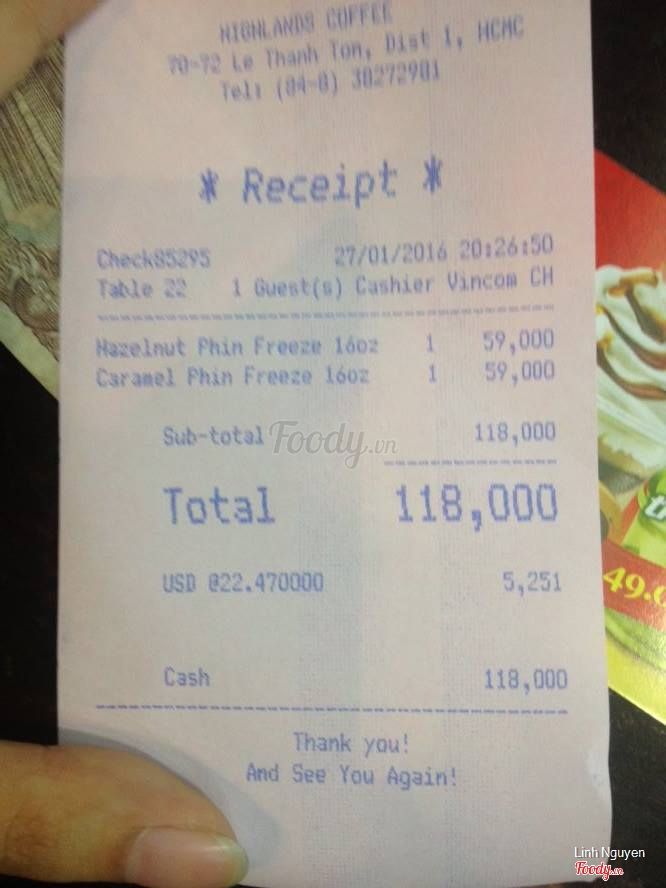 HIGHLANDS COFFEE
70-72 Le Thanh Ton, Dist 1, HCMC
Tel: (84-8) 38272981
* Receipt *
Check85295 27/01/2016 20:26:50
Table 22 1 Guest(s) Cashier Vincom CH
Hazelnut Phin Freeze 16oz 1 59,000
Caramel Phin Freeze 16oz 1 59,000
Sub-total 118,000
Foody.vn
Total 118,000
USD @22.470000 5,251
49.
Cash 118,000
Thank you!
And See You Again!
Linh Nguyen
Foody.vn